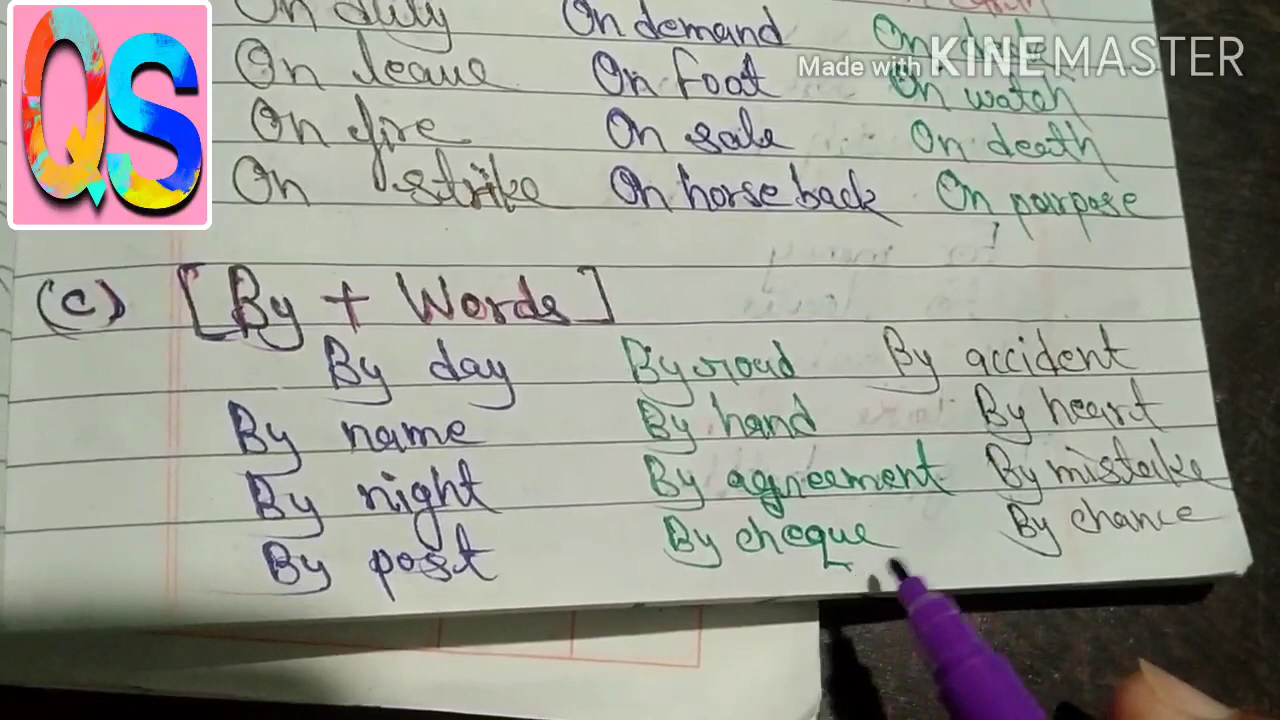 QS
On duty On demand
Made with KINEMASTER
On leave On Foot On watch
On fire On sale On death
On strike On horse back On purpose
(C) [By + Words]
By day By road By accident
By name By hand By heart
By night By agreement By mistake
By post By cheque By chance